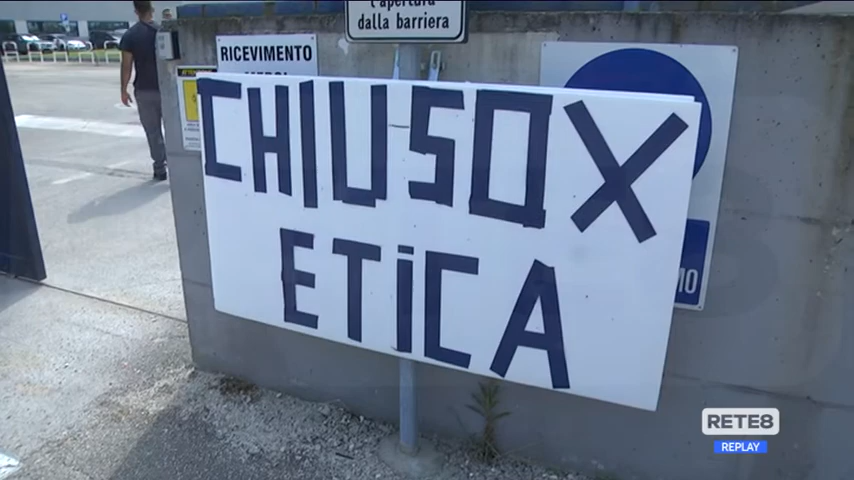 l'apertura
dalla barriera
RICEVIMENTO
CHIUSO X
ETICA
RETE8
REPLAY